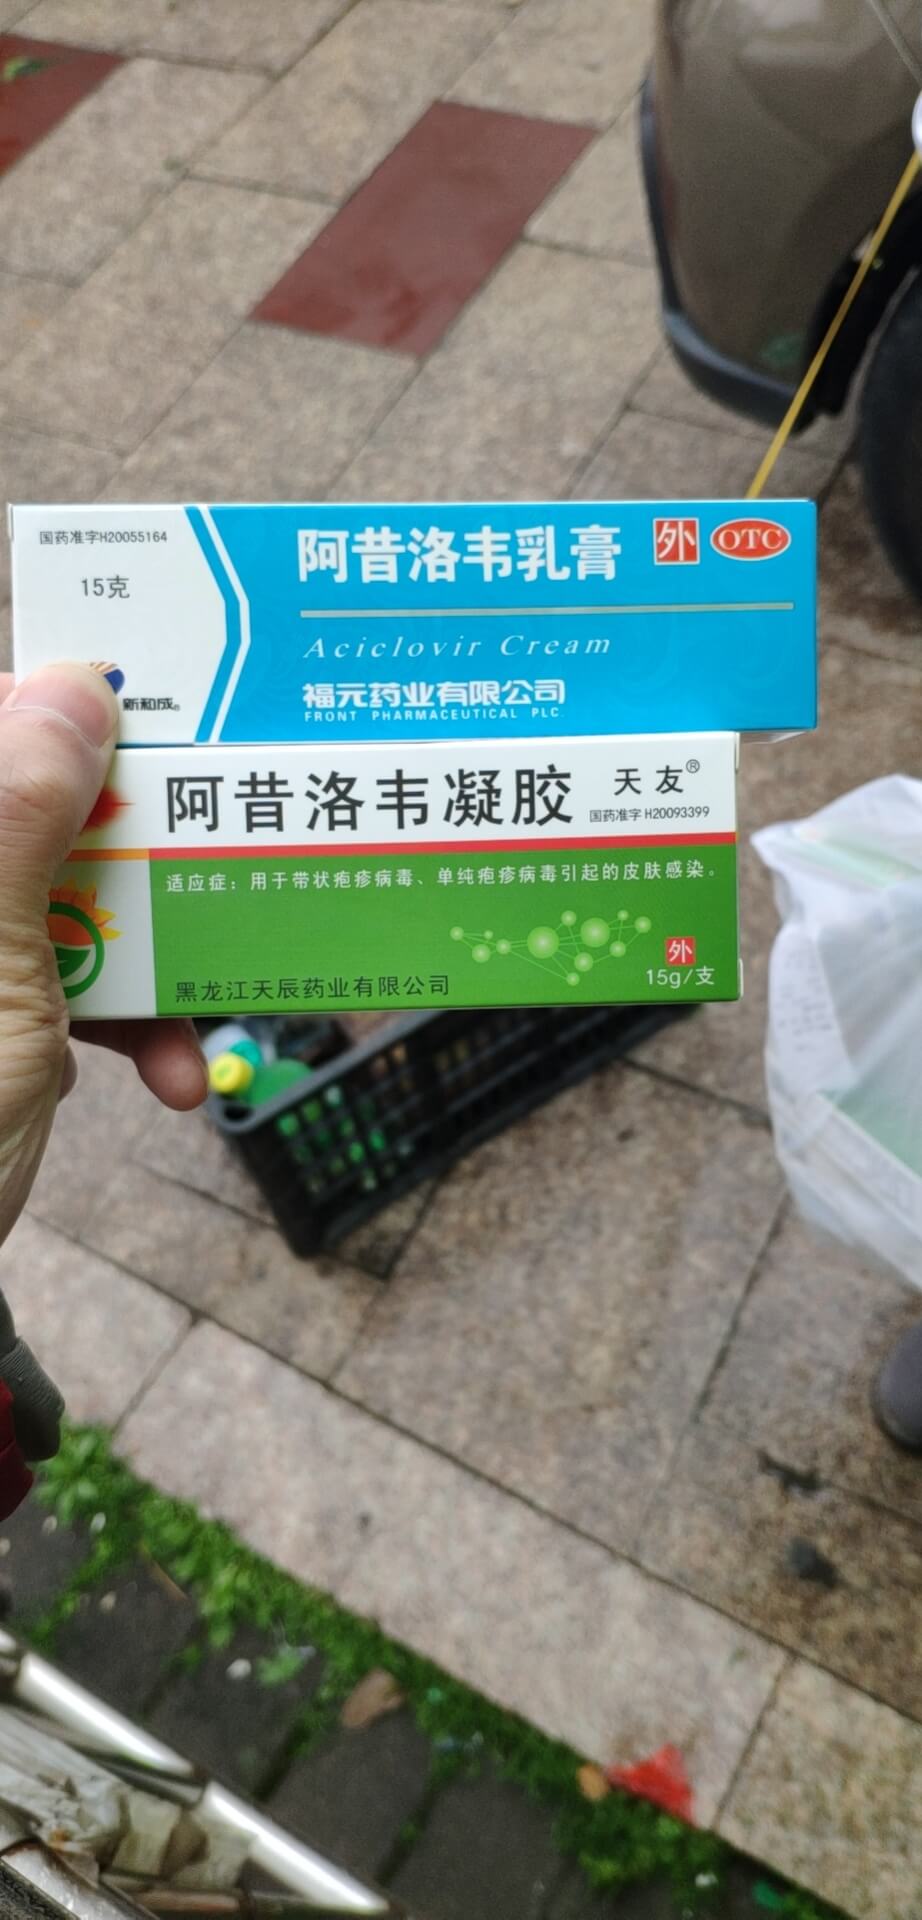 国药准字H20055164
15克
新和成®
阿昔洛韦乳膏 外 OTC
Aciclovir Cream
福元药业有限公司
FRONT PHARMACEUTICAL PLC.
阿昔洛韦凝胶 天友®
国药准字H20093399
适应症：用于带状疱疹病毒、单纯疱疹病毒引起的皮肤感染。
外
黑龙江天辰药业有限公司 15g/支